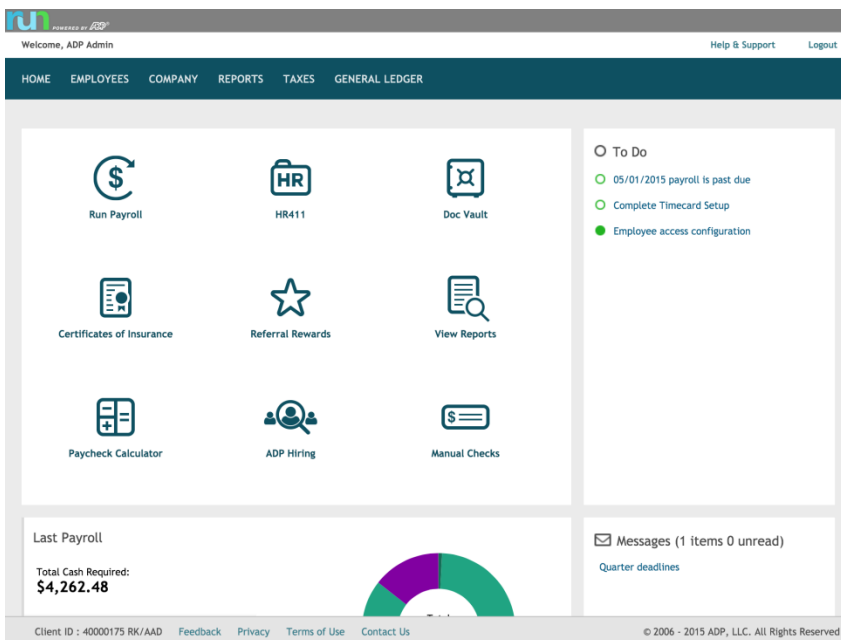 run POWERED BY ADP
Welcome, ADP Admin
Help & Support Logout
HOME EMPLOYEES COMPANY REPORTS TAXES GENERAL LEDGER
$ HR
Run Payroll HR411 Doc Vault
Certificates of Insurance Referral Rewards View Reports
$
Paycheck Calculator ADP Hiring Manual Checks
To Do
05/01/2015 payroll is past due
Complete Timecard Setup
Employee access configuration
Last Payroll
Total Cash Required:
$4,262.48
Messages (1 items 0 unread)
Quarter deadlines
Client ID : 40000175 RK/AAD Feedback Privacy Terms of Use Contact Us © 2006 - 2015 ADP, LLC. All Rights Reserved